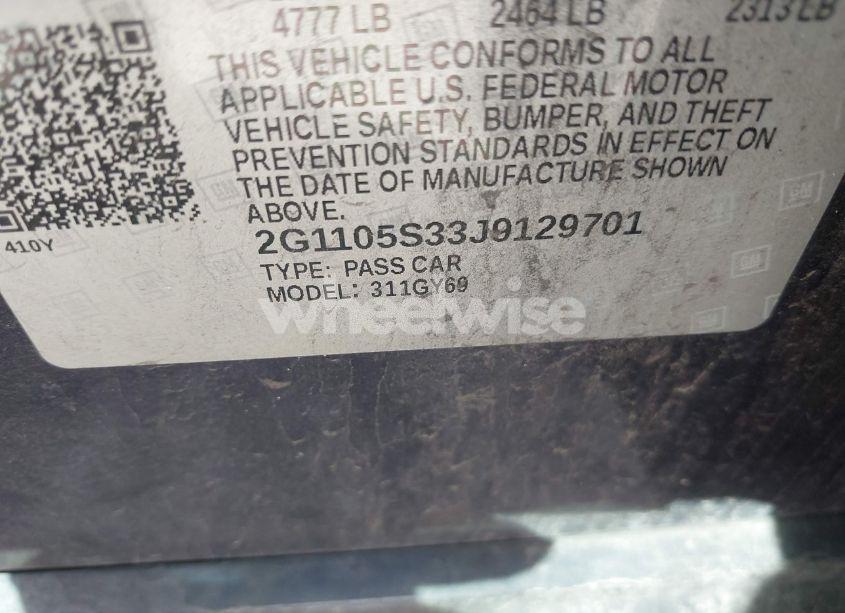 4777 LB 2464 LB 2313 LB
THIS VEHICLE CONFORMS TO ALL
APPLICABLE U.S. FEDERAL MOTOR
VEHICLE SAFETY, BUMPER, AND THEFT
PREVENTION STANDARDS IN EFFECT ON
THE DATE OF MANUFACTURE SHOWN
ABOVE.
410Y
2G1105S33J9129701
TYPE: PASS CAR
MODEL: 311GY69
wheelwise